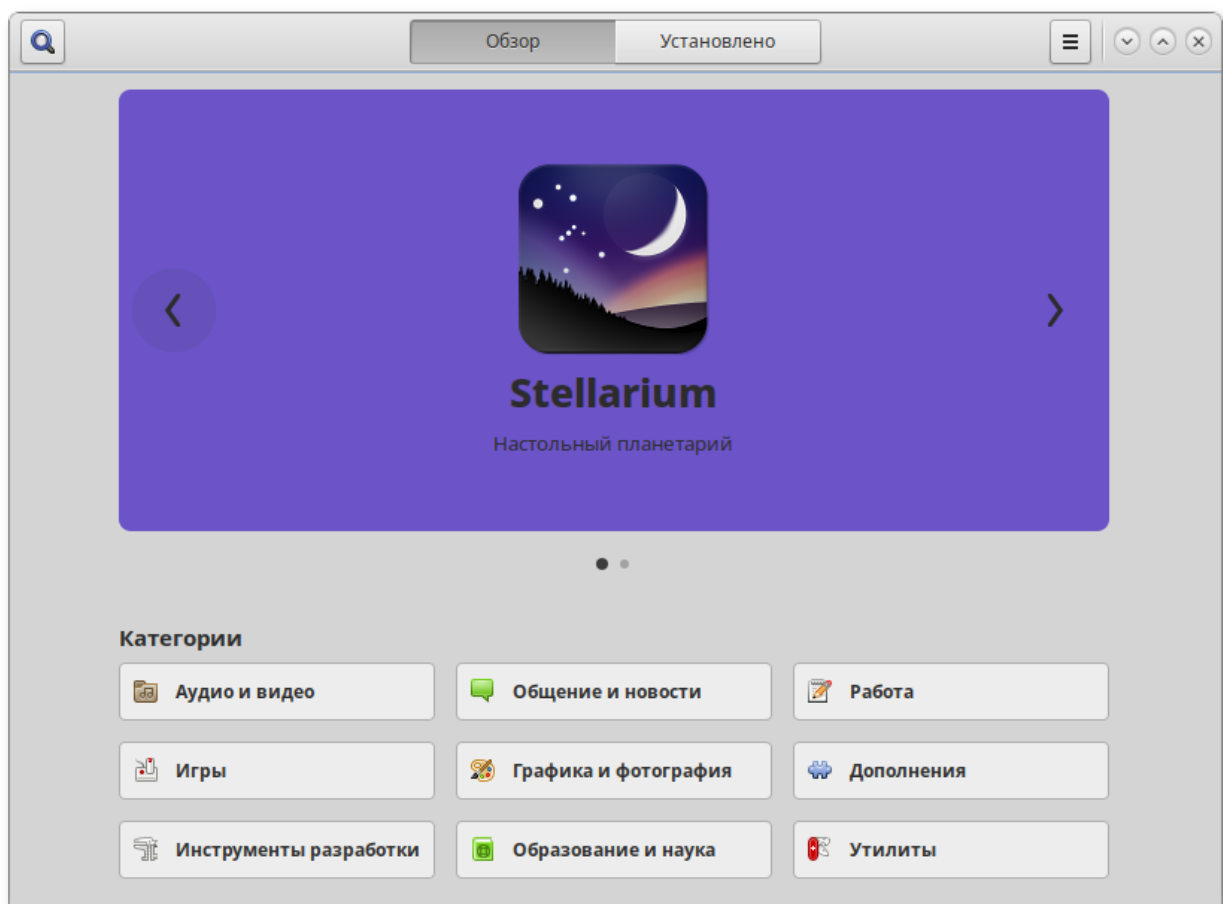 Обзор
Установлено
Stellarium
Настольный планетарий
Категории
Аудио и видео
Общение и новости
Работа
Игры
Графика и фотография
Дополнения
Инструменты разработки
Образование и наука
Утилиты